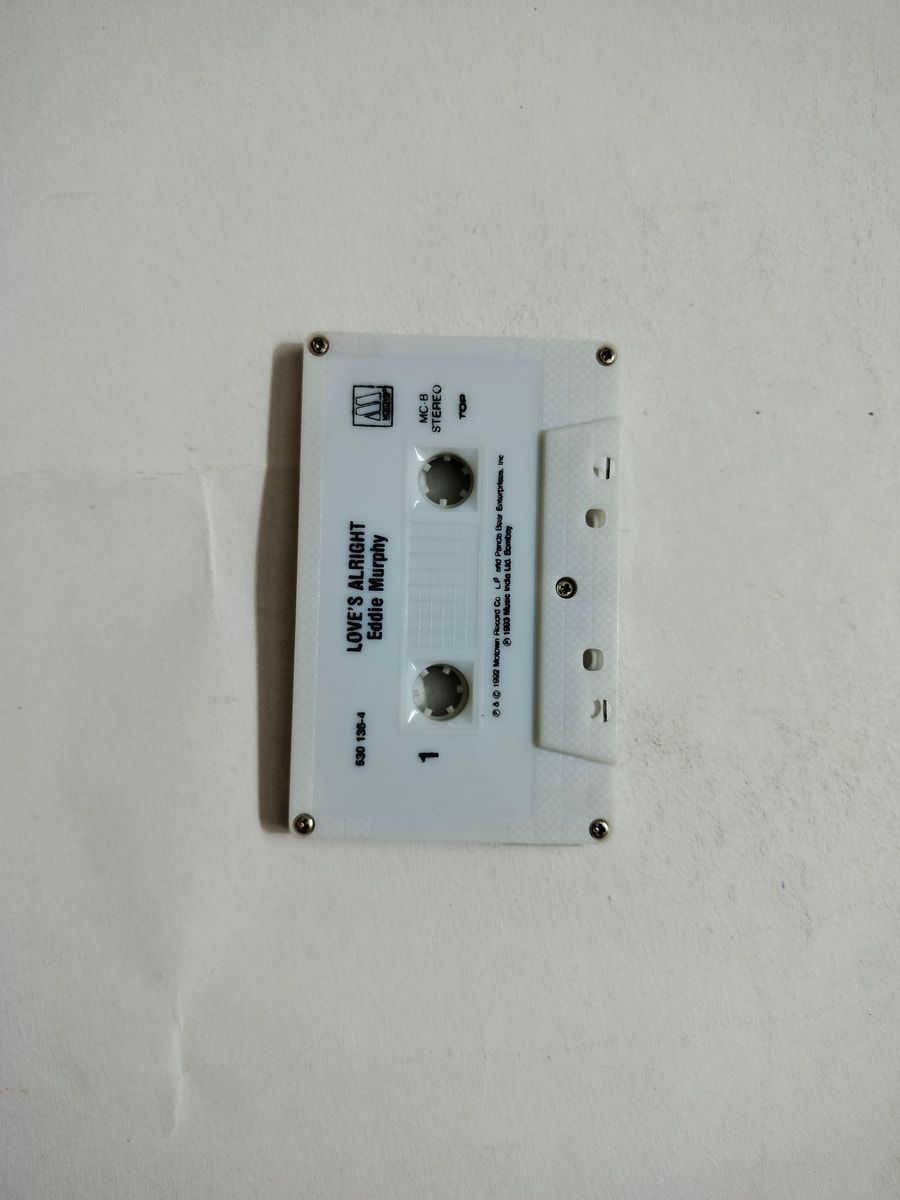 LOVE'S ALRIGHT
Eddie Murphy
MOTOWN
530 136-4
1
MC-B
STEREO
TOP
℗ & © 1992 Motown Record Co. L.P. and Panda Bear Enterprises, Inc
℗ 1993 Music India Ltd. Bombay